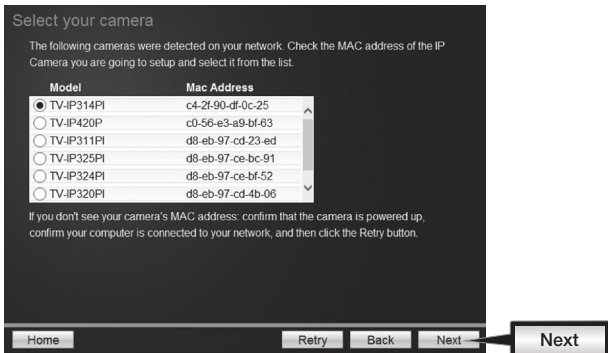 Select your camera
The following cameras were detected on your network. Check the MAC address of the IP
Camera you are going to setup and select it from the list.
Model Mac Address
TV-IP314PI c4-2f-90-df-0c-25
TV-IP420P c0-56-e3-a9-bf-63
TV-IP311PI d8-eb-97-cd-23-ed
TV-IP325PI d8-eb-97-ce-bc-91
TV-IP324PI d8-eb-97-ce-bf-52
TV-IP320PI d8-eb-97-cd-4b-06
If you don't see your camera's MAC address: confirm that the camera is powered up,
confirm your computer is connected to your network, and then click the Retry button.
Home Retry Back Next Next